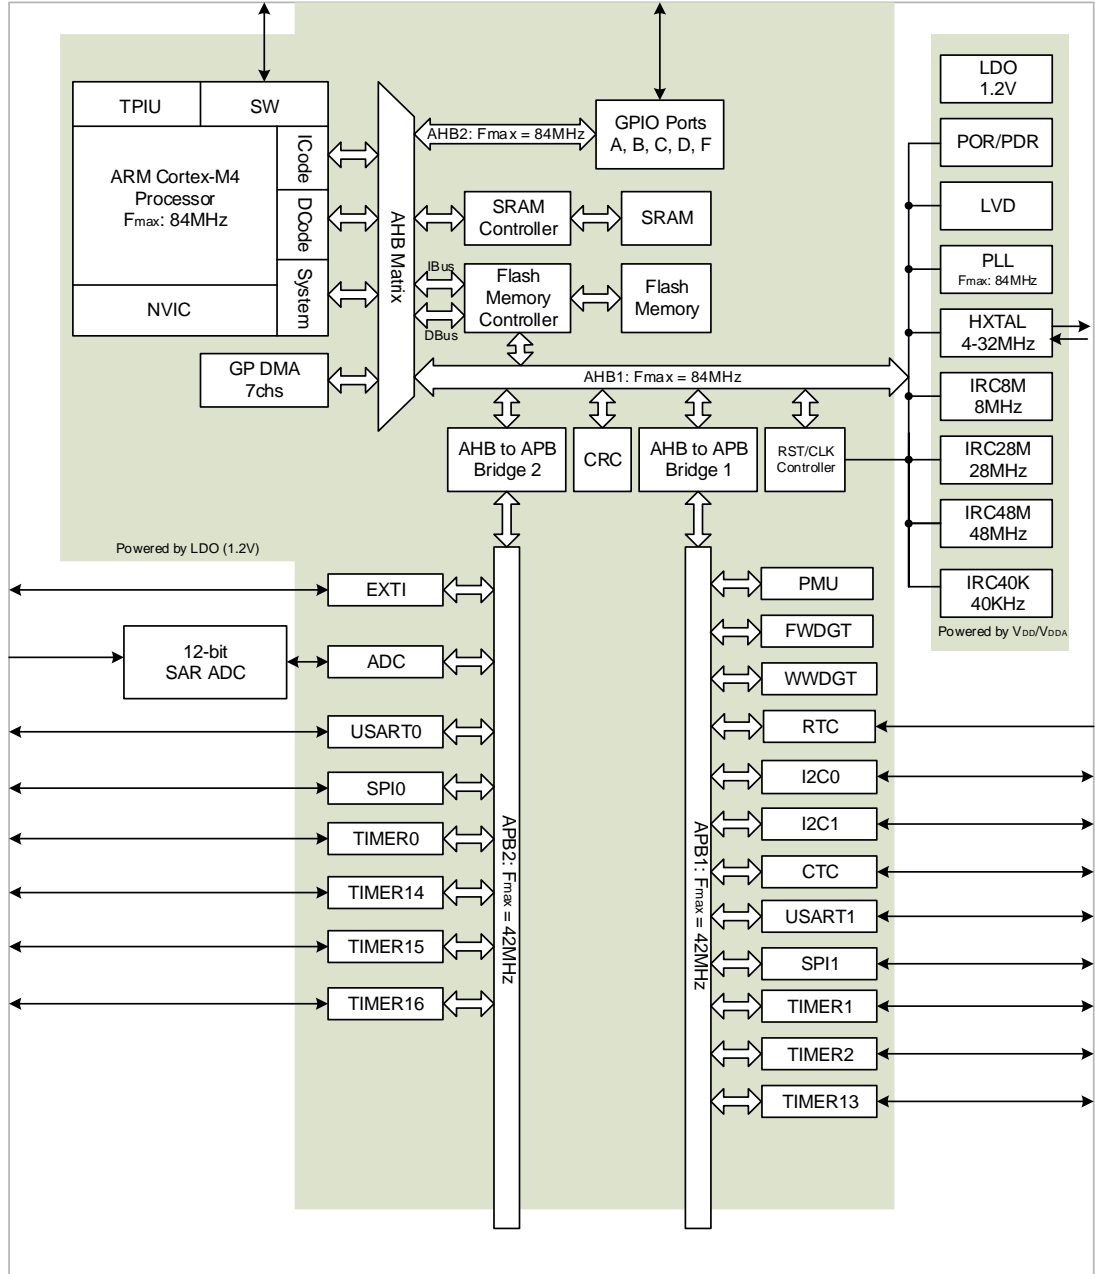 TPIU
SW
ICode
ARM Cortex-M4
Processor
Fmax: 84MHz
DCode
System
NVIC
GP DMA
7chs
AHB Matrix
AHB2: Fmax = 84MHz
GPIO Ports
A, B, C, D, F
SRAM
Controller
SRAM
IBus
DBus
Flash
Memory
Controller
Flash
Memory
AHB1: Fmax = 84MHz
AHB to APB
Bridge 2
CRC
AHB to APB
Bridge 1
RST/CLK
Controller
LDO
1.2V
POR/PDR
LVD
PLL
Fmax: 84MHz
HXTAL
4-32MHz
IRC8M
8MHz
IRC28M
28MHz
IRC48M
48MHz
IRC40K
40KHz
Powered by VDD/VDDA
Powered by LDO (1.2V)
EXTI
12-bit
SAR ADC
ADC
USART0
SPI0
TIMER0
TIMER14
TIMER15
TIMER16
APB2: Fmax = 42MHz
APB1: Fmax = 42MHz
PMU
FWDGT
WWDGT
RTC
I2C0
I2C1
CTC
USART1
SPI1
TIMER1
TIMER2
TIMER13